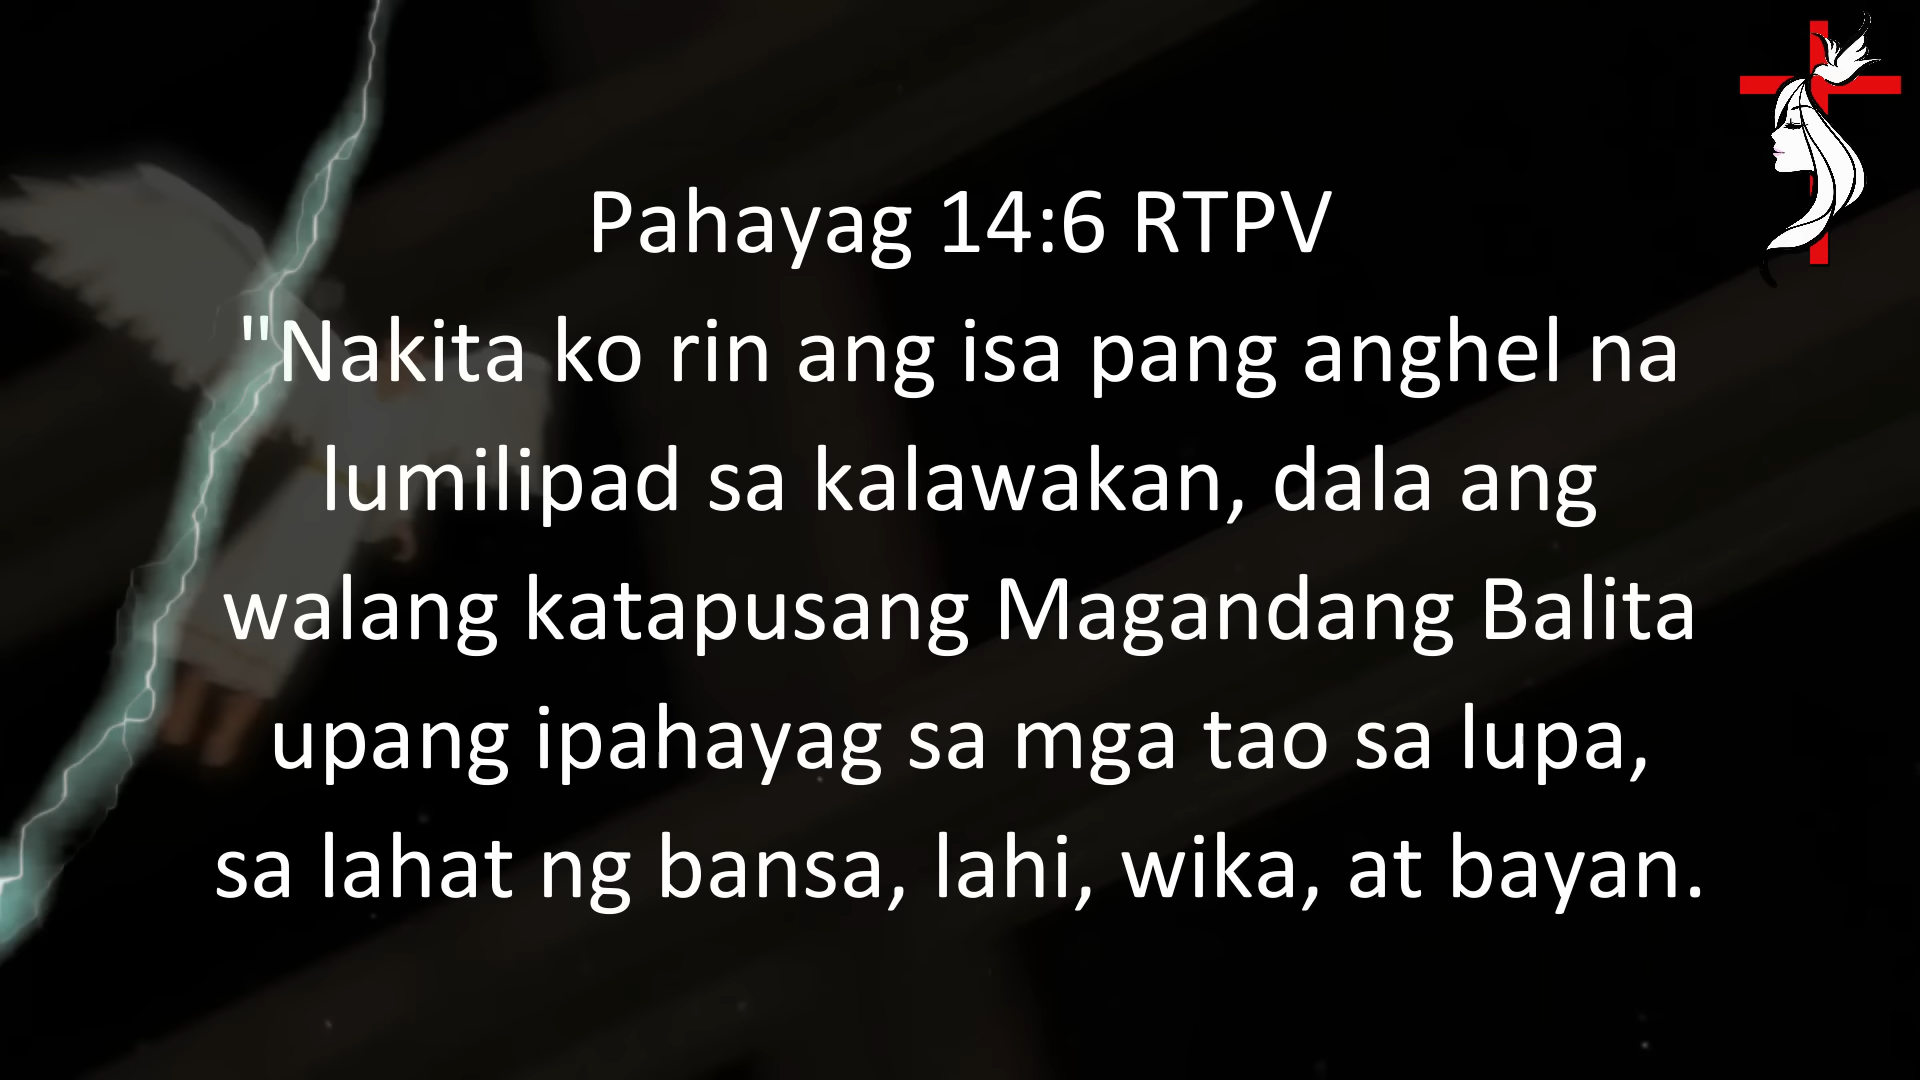 Pahayag 14:6 RTPV
"Nakita ko rin ang isa pang anghel na
lumilipad sa kalawakan, dala ang
walang katapusang Magandang Balita
upang ipahayag sa mga tao sa lupa,
sa lahat ng bansa, lahi, wika, at bayan.